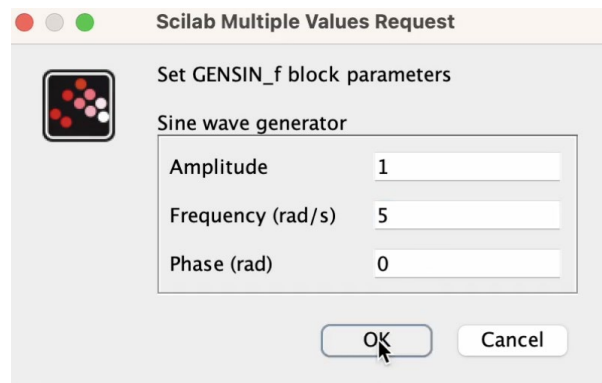 Scilab Multiple Values Request
Set GENSIN_f block parameters
Sine wave generator
Amplitude 1
Frequency (rad/s) 5
Phase (rad) 0
OK Cancel